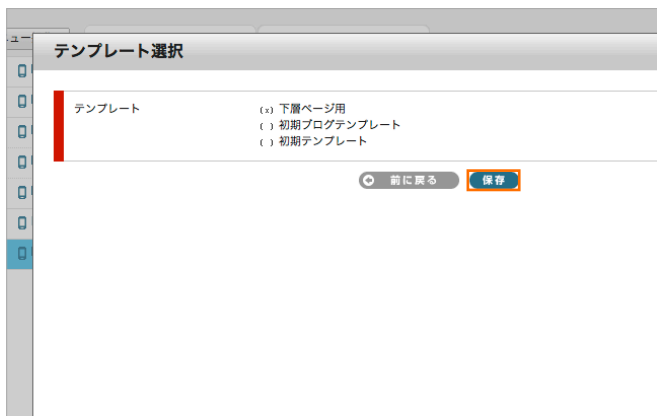 ュー
テンプレート選択
テンプレート
(x) 下層ページ用
( ) 初期ブログテンプレート
( ) 初期テンプレート
前に戻る
保存